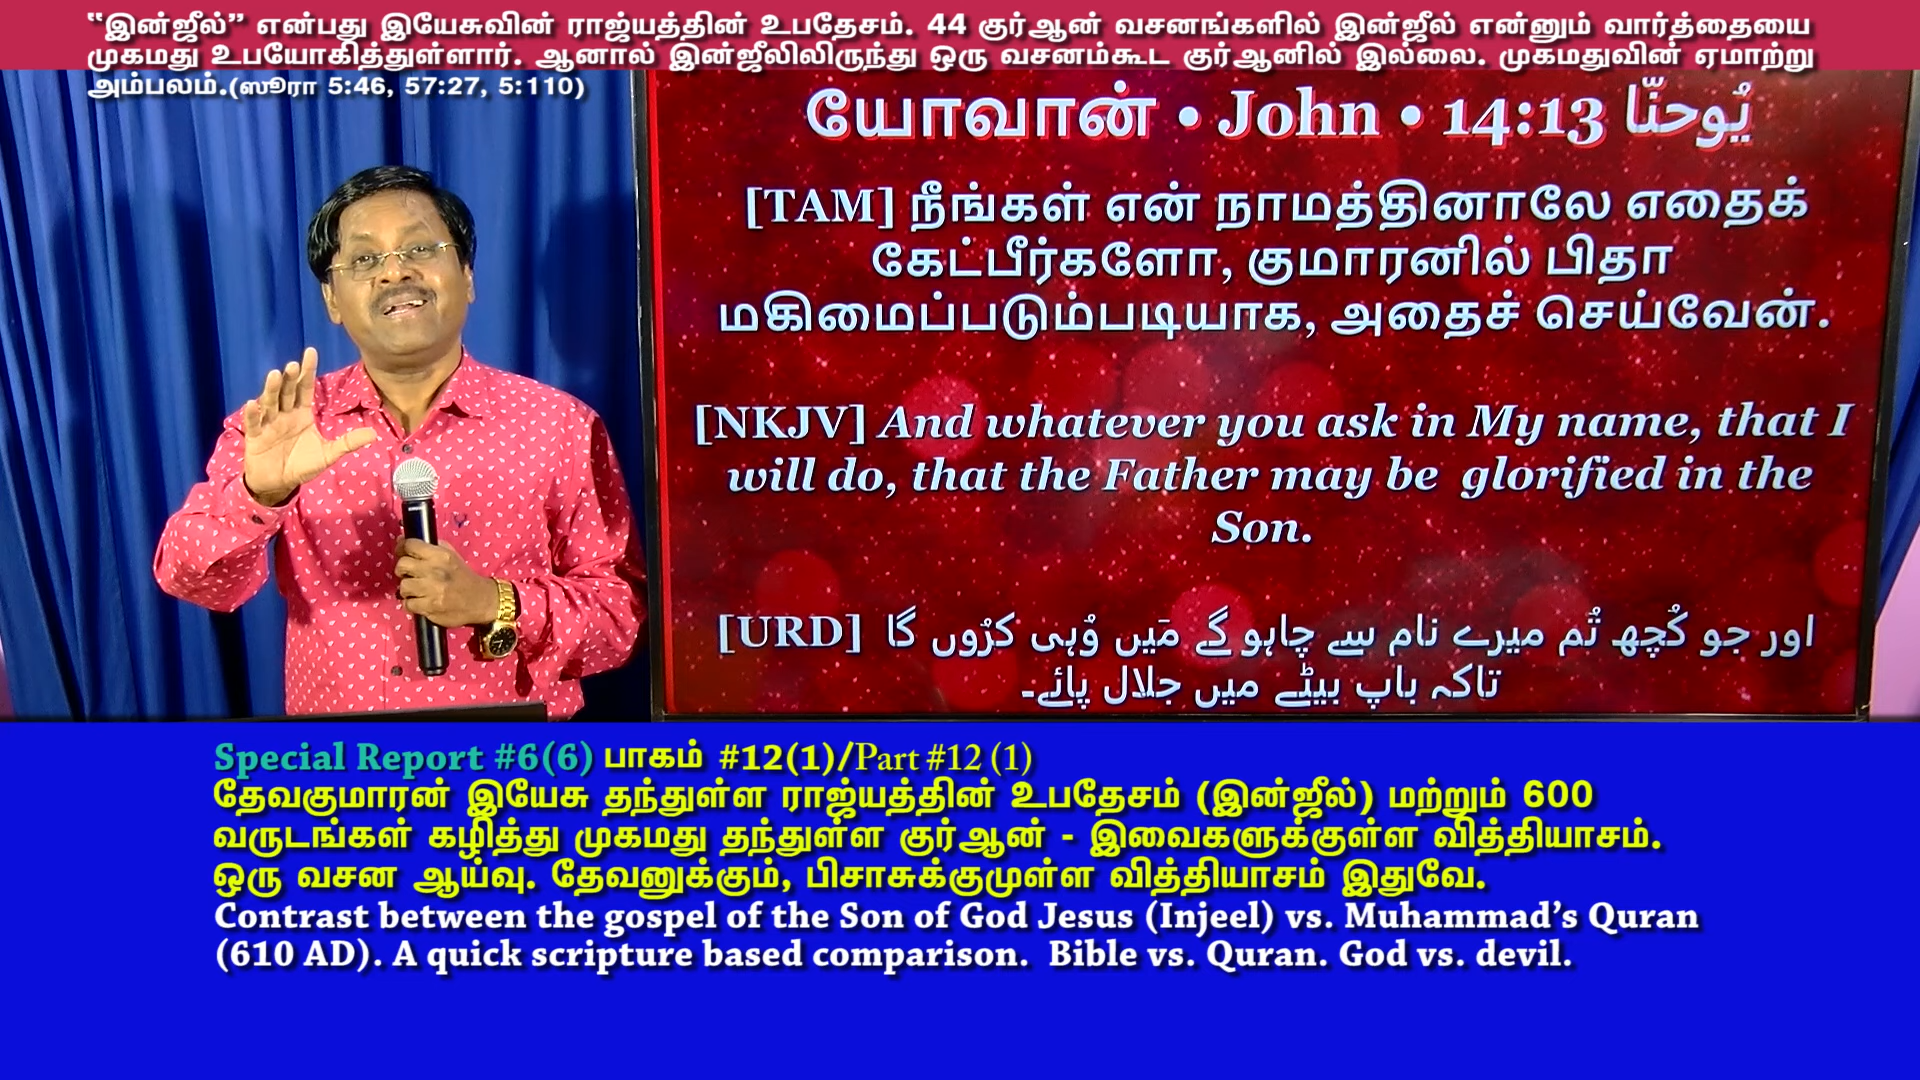 “இன்ஜீல்” என்பது இயேசுவின் ராஜ்யத்தின் உபதேசம். 44 குர்ஆன் வசனங்களில் இன்ஜீல் என்னும் வார்த்தையை
முகமது உபயோகித்துள்ளார். ஆனால் இன்ஜீலிலிருந்து ஒரு வசனம்கூட குர்ஆனில் இல்லை. முகமதுவின் ஏமாற்று
அம்பலம்.(ஸூரா 5:46, 57:27, 5:110)
யோவான் • John • 14:13 يُوحنّا
[TAM] நீங்கள் என் நாமத்தினாலே எதைக்
கேட்பீர்களோ, குமாரனில் பிதா
மகிமைப்படும்படியாக, அதைச் செய்வேன்.
[NKJV] And whatever you ask in My name, that I
will do, that the Father may be glorified in the
Son.
[URD] اور جو کُچھ تُم میرے نام سے چاہو گے مَیں وُہی کرُوں گا
تاکہ باپ بیٹے میں جلال پائے۔
Special Report #6(6) பாகம் #12(1)/Part #12 (1)
தேவகுமாரன் இயேசு தந்துள்ள ராஜ்யத்தின் உபதேசம் (இன்ஜீல்) மற்றும் 600
வருடங்கள் கழித்து முகமது தந்துள்ள குர்ஆன் - இவைகளுக்குள்ள வித்தியாசம்.
ஒரு வசன ஆய்வு. தேவனுக்கும், பிசாசுக்குமுள்ள வித்தியாசம் இதுவே.
Contrast between the gospel of the Son of God Jesus (Injeel) vs. Muhammad’s Quran
(610 AD). A quick scripture based comparison. Bible vs. Quran. God vs. devil.